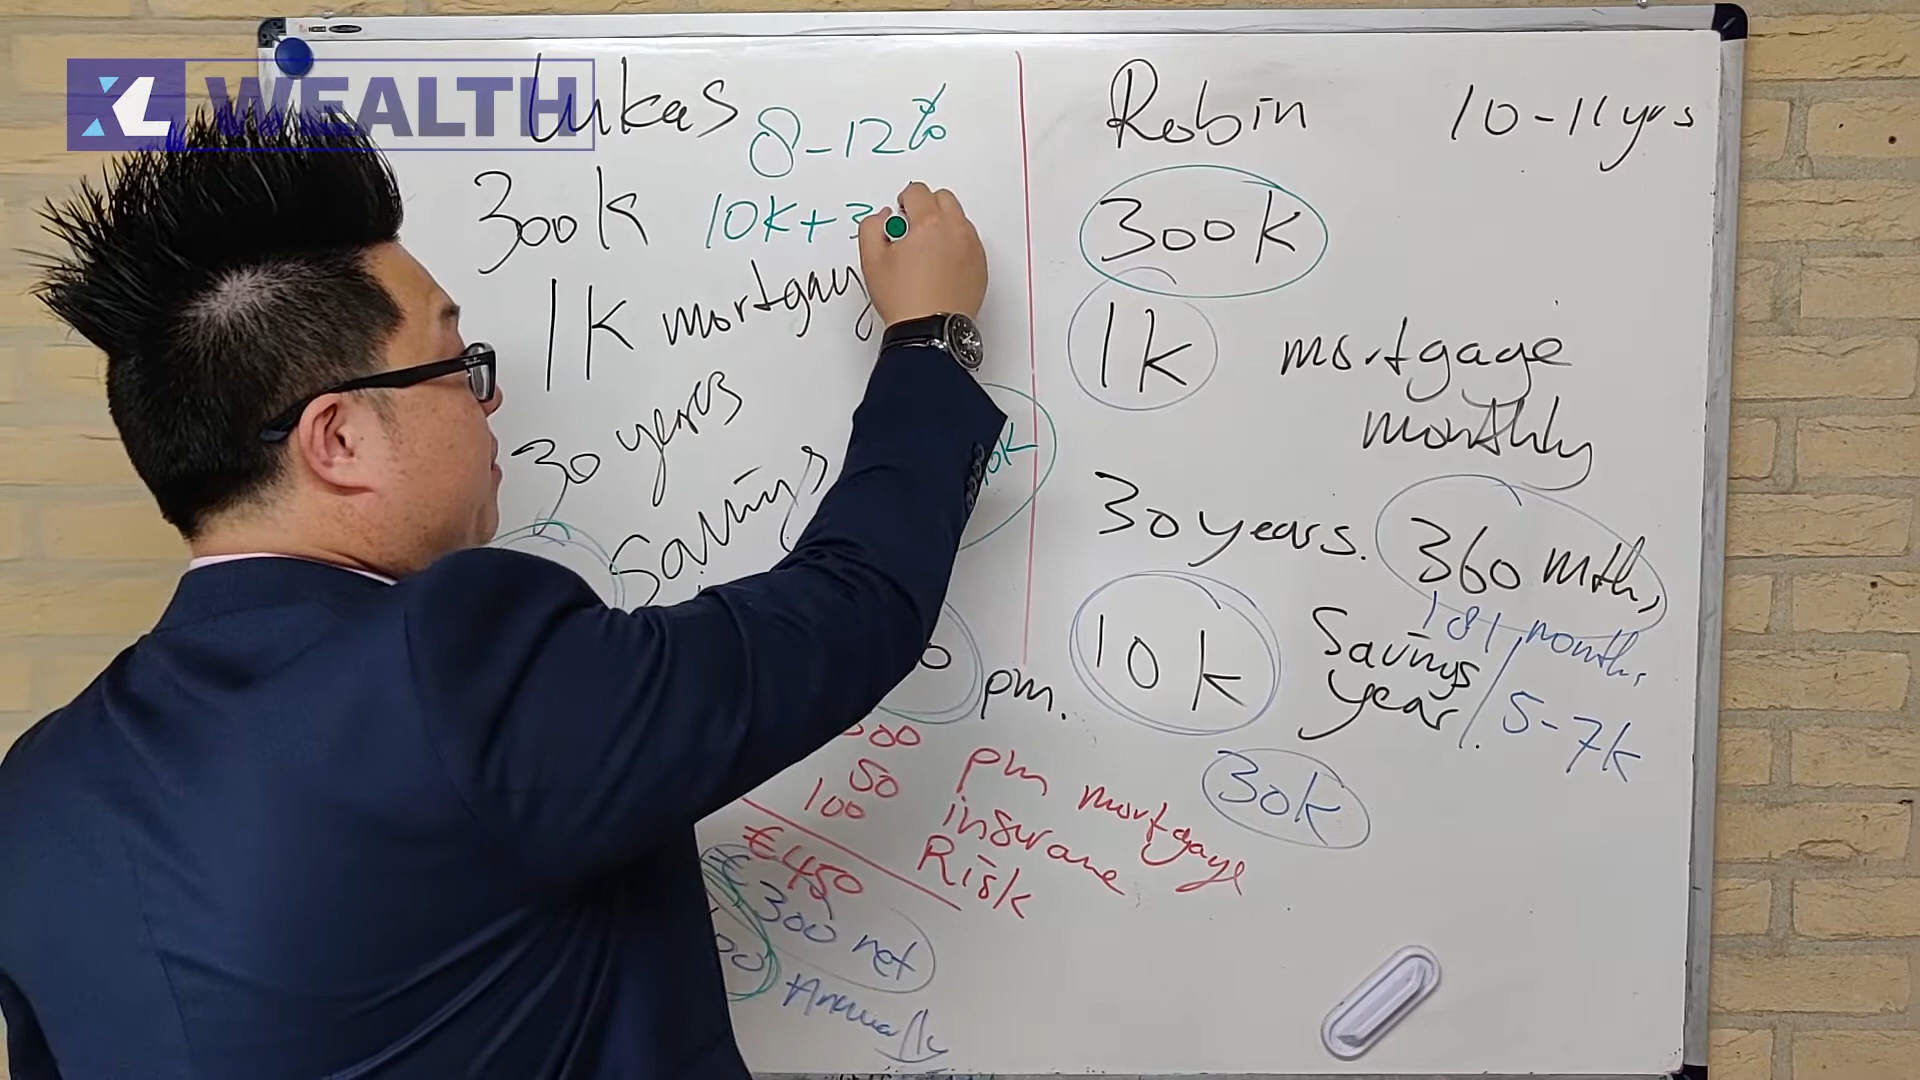 XL WEALTH
Lukas
8-12%
300k
10k+3
1k mortgag
30 years
Savings
pm.
300 pm mortgage
50 insurance
100 Risk
€450
€300 net
Annually
Robin 10-11yrs
300k
1k mortgage
monthly
30 years. 360 mth,
181 months,
10k Savings
year.
5-7k
30k